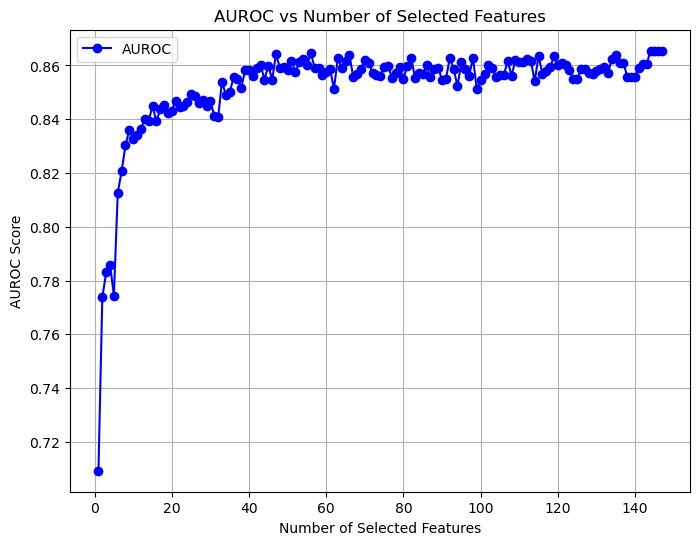 AUROC vs Number of Selected Features
AUROC
0.86
0.84
0.82
0.80
0.78
0.76
0.74
0.72
AUROC Score
0 20 40 60 80 100 120 140
Number of Selected Features